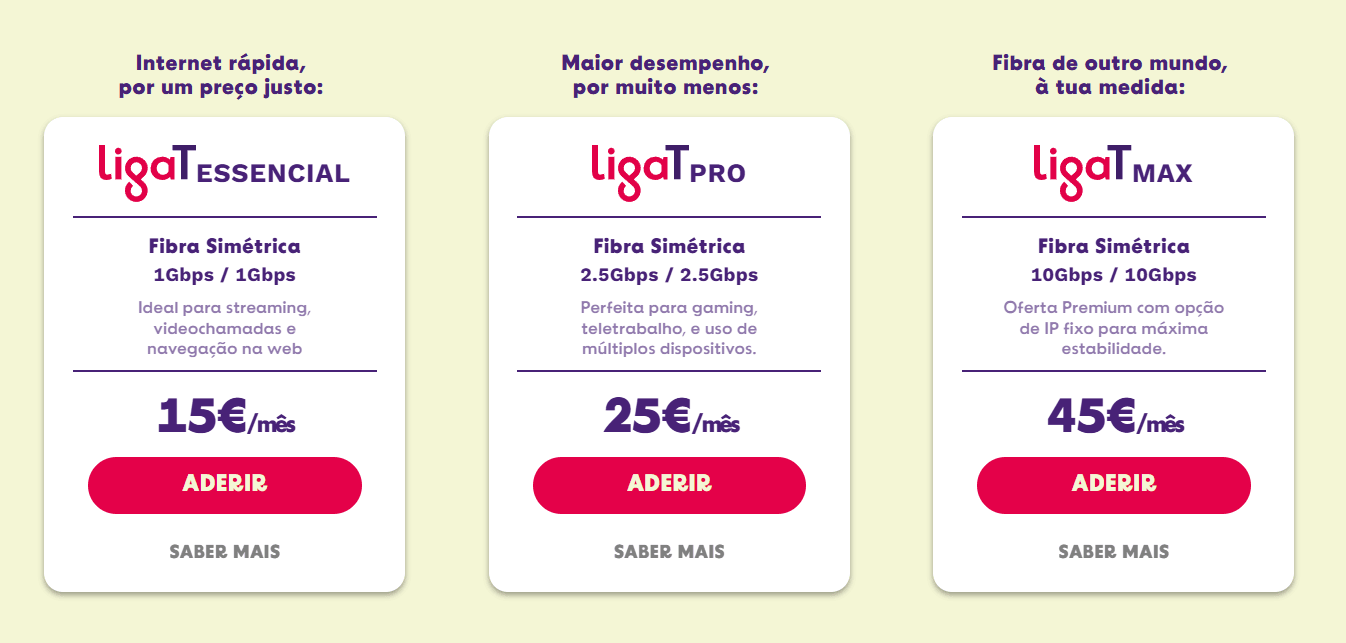 Internet rápida,
por um preço justo:
ligaT ESSENCIAL
Fibra Simétrica
1Gbps / 1Gbps
Ideal para streaming,
videochamadas e
navegação na web
15€/mês
ADERIR
SABER MAIS
Maior desempenho,
por muito menos:
ligaT PRO
Fibra Simétrica
2.5Gbps / 2.5Gbps
Perfeita para gaming,
teletrabalho, e uso de
múltiplos dispositivos.
25€/mês
ADERIR
SABER MAIS
Fibra de outro mundo,
à tua medida:
ligaT MAX
Fibra Simétrica
10Gbps / 10Gbps
Oferta Premium com opção
de IP fixo para máxima
estabilidade.
45€/mês
ADERIR
SABER MAIS